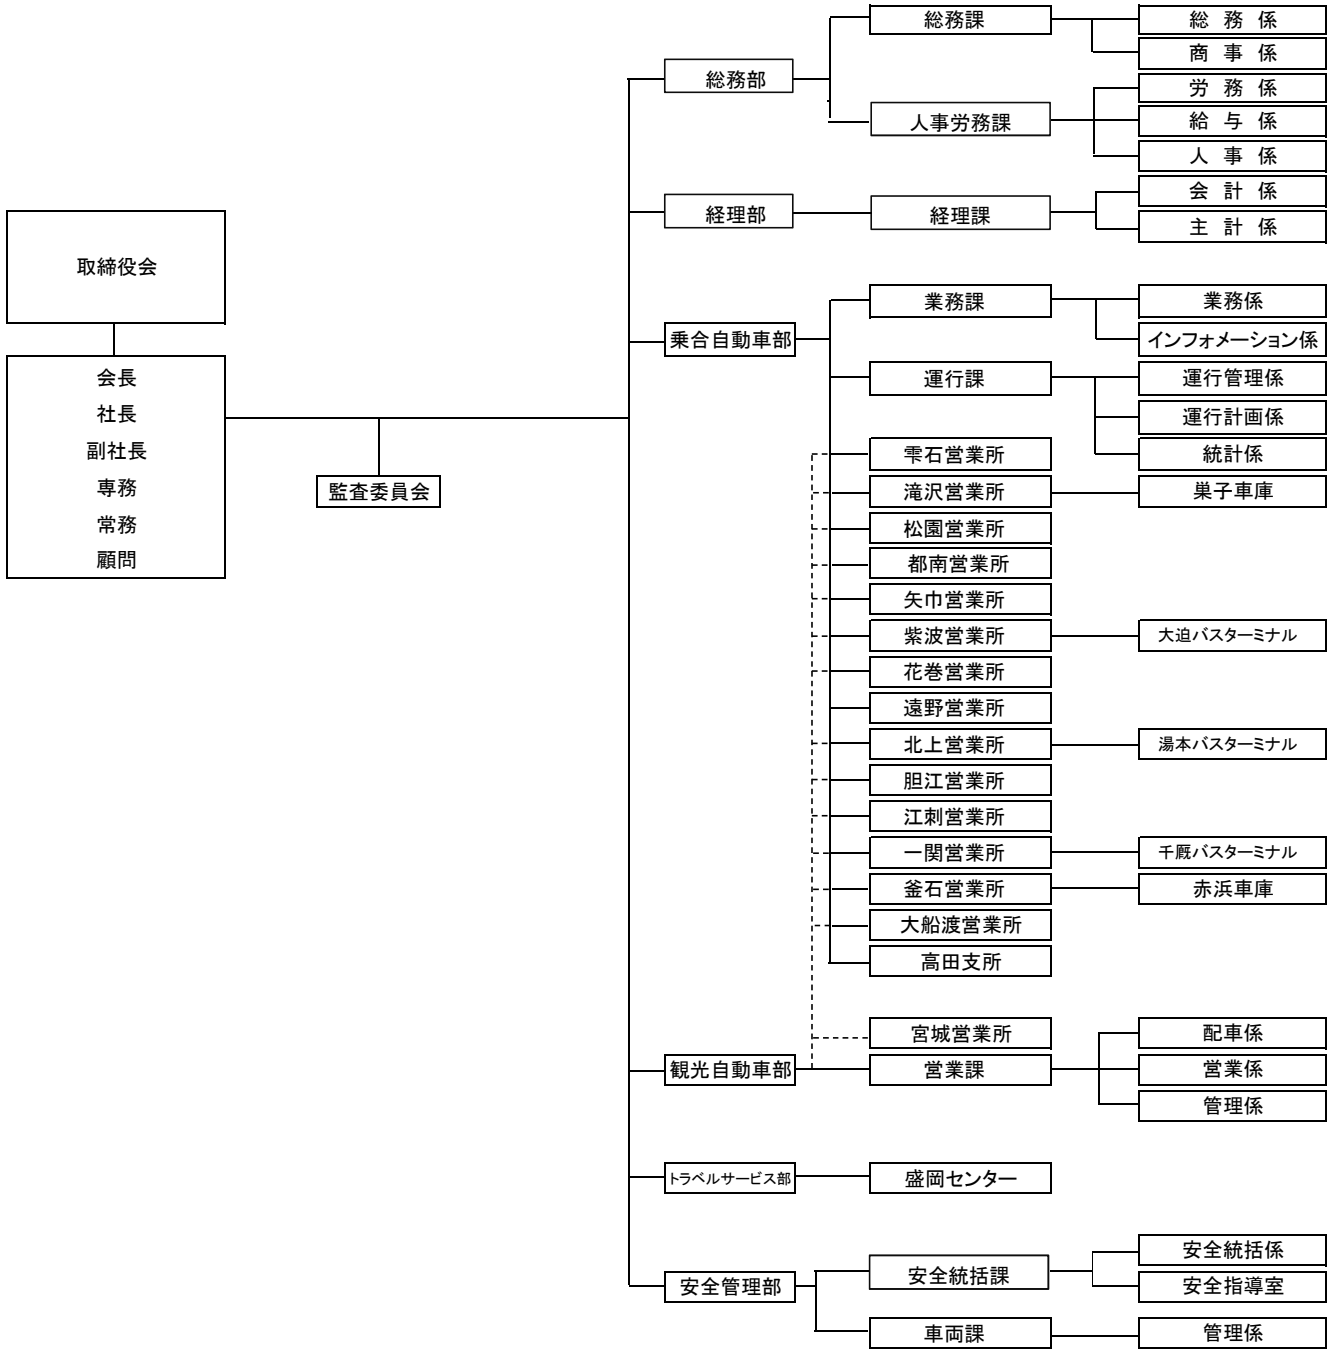 取締役会
会長
社長
副社長
専務
常務
顧問
監査委員会
総務部
総務課
総務係
商事係
人事労務課
労務係
給与係
人事係
経理部
経理課
会計係
主計係
乗合自動車部
業務課
業務係
インフォメーション係
運行課
運行管理係
運行計画係
統計係
雫石営業所
滝沢営業所
巣子車庫
松園営業所
都南営業所
矢巾営業所
紫波営業所
大迫バスターミナル
花巻営業所
遠野営業所
北上営業所
湯本バスターミナル
胆江営業所
江刺営業所
一関営業所
千厩バスターミナル
釜石営業所
赤浜車庫
大船渡営業所
高田支所
観光自動車部
宮城営業所
営業課
配車係
営業係
管理係
トラベルサービス部
盛岡センター
安全管理部
安全統括課
安全統括係
安全指導室
車両課
管理係